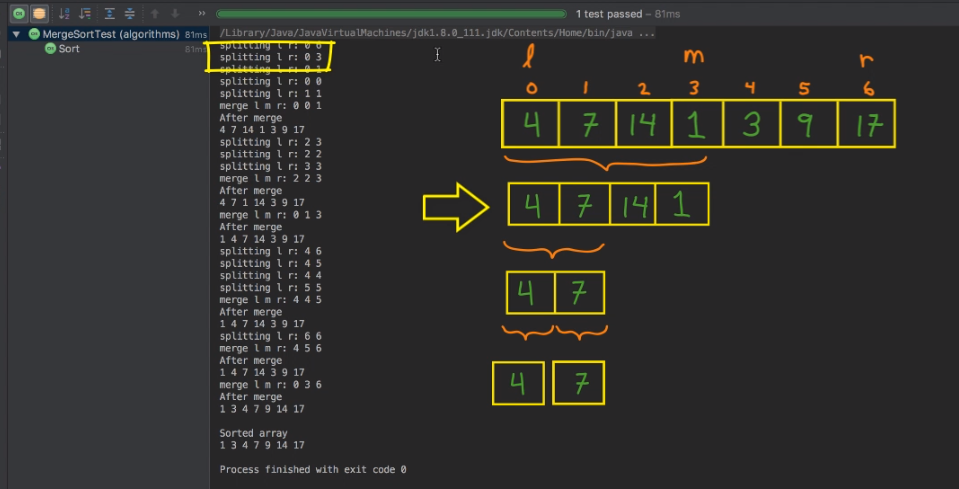 1 test passed – 81ms
MergeSortTest (algorithms) 81ms
Sort 81ms
/Library/Java/JavaVirtualMachines/jdk1.8.0_111.jdk/Contents/Home/bin/java ...
splitting l r: 0 6
splitting l r: 0 3
splitting l r: 0 1
splitting l r: 0 0
splitting l r: 1 1
merge l m r: 0 0 1
After merge
4 7 14 1 3 9 17
splitting l r: 2 3
splitting l r: 2 2
splitting l r: 3 3
merge l m r: 2 2 3
After merge
4 7 1 14 3 9 17
merge l m r: 0 1 3
After merge
1 4 7 14 3 9 17
splitting l r: 4 6
splitting l r: 4 5
splitting l r: 4 4
splitting l r: 5 5
merge l m r: 4 4 5
After merge
1 4 7 14 3 9 17
splitting l r: 6 6
merge l m r: 4 5 6
After merge
1 4 7 14 3 9 17
merge l m r: 0 3 6
After merge
1 3 4 7 9 14 17
Sorted array
1 3 4 7 9 14 17
Process finished with exit code 0
l m r
0 1 2 3 4 5 6
4 7 14 1 3 9 17
4 7 14 1
4 7
4 7